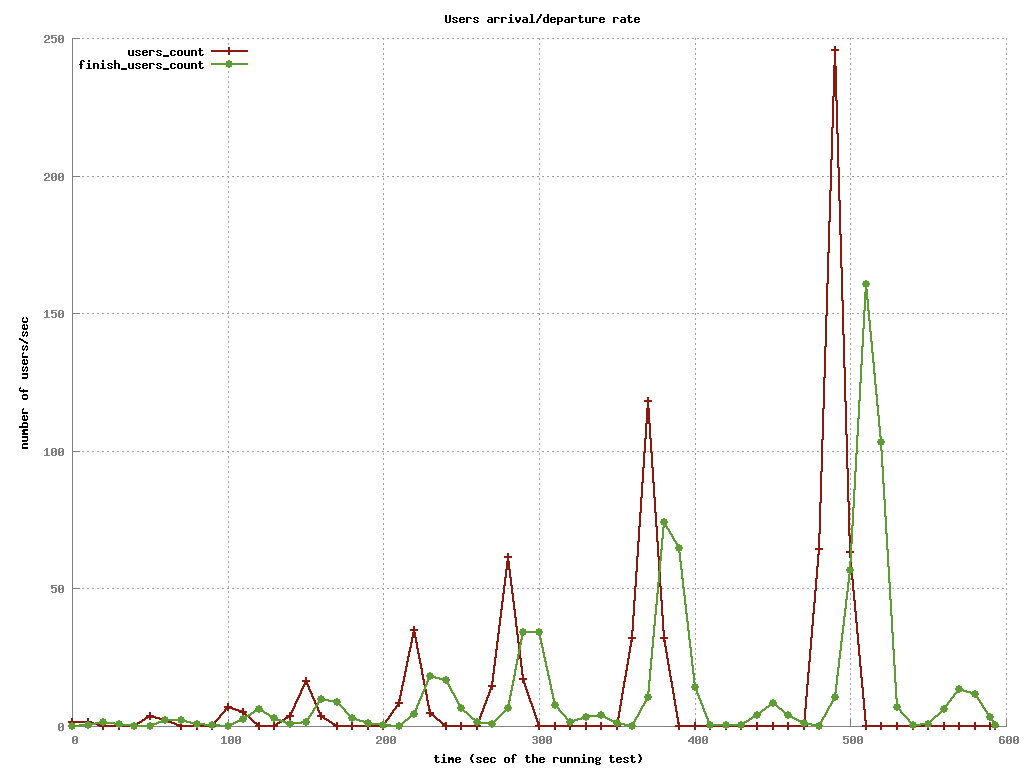 Users arrival/departure rate
250
users_count
finish_users_count
200
150
number of users/sec
100
50
0
0 100 200 300 400 500 600
time (sec of the running test)